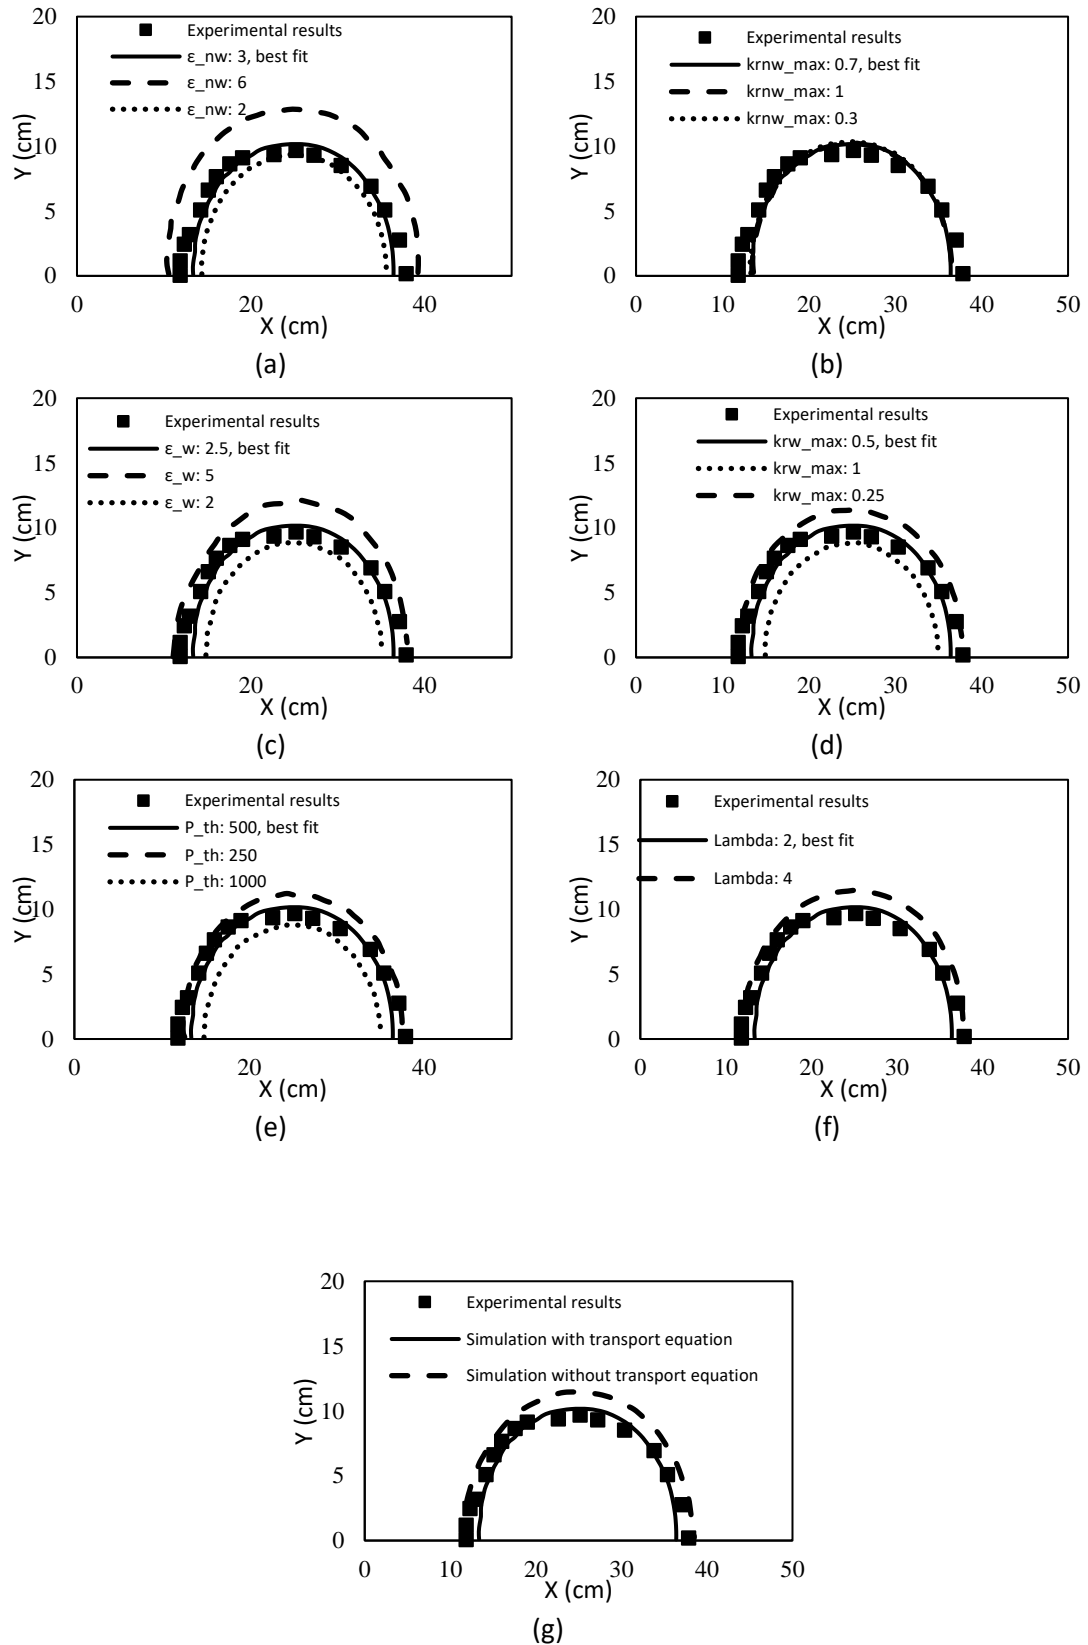 20
15
10
5
0
Y (cm)
Experimental results
ε_nw: 3, best fit
ε_nw: 6
ε_nw: 2
0 20 40
X (cm)
(a)
20
15
10
5
0
Y (cm)
Experimental results
krnw_max: 0.7, best fit
krnw_max: 1
krnw_max: 0.3
0 10 20 30 40 50
X (cm)
(b)
20
15
10
5
0
Y (cm)
Experimental results
ε_w: 2.5, best fit
ε_w: 5
ε_w: 2
0 20 40
X (cm)
(c)
20
15
10
5
0
Y (cm)
Experimental results
krw_max: 0.5, best fit
krw_max: 1
krw_max: 0.25
0 10 20 30 40 50
X (cm)
(d)
20
15
10
5
0
Y (cm)
Experimental results
P_th: 500, best fit
P_th: 250
P_th: 1000
0 20 40
X (cm)
(e)
20
15
10
5
0
Y (cm)
Experimental results
Lambda: 2, best fit
Lambda: 4
0 10 20 30 40 50
X (cm)
(f)
20
15
10
5
0
Y (cm)
Experimental results
Simulation with transport equation
Simulation without transport equation
0 10 20 30 40 50
X (cm)
(g)